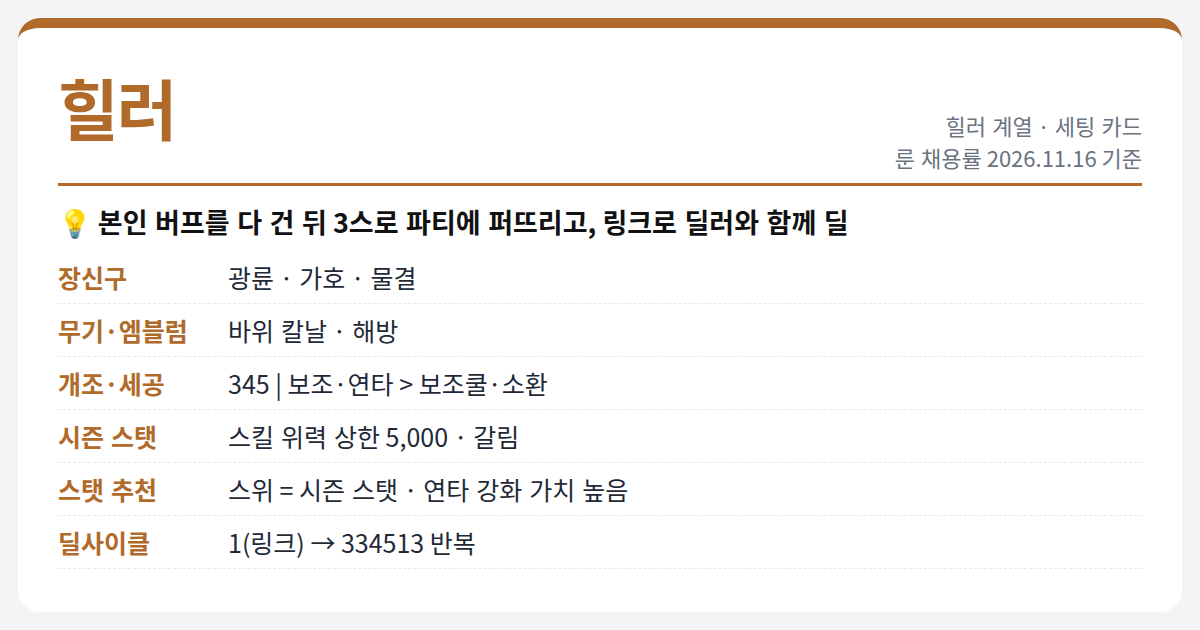 힐러
힐러 계열 · 세팅 카드
룬 채용률 2026.11.16 기준
💡 본인 버프를 다 건 뒤 3스로 파티에 퍼뜨리고, 링크로 딜러와 함께 딜
장신구 광륜 · 가호 · 물결
무기·엠블럼 바위 칼날 · 해방
개조·세공 345 | 보조·연타 > 보조쿨·소환
시즌 스탯 스킬 위력 상한 5,000 · 갈림
스탯 추천 스위 = 시즌 스탯 · 연타 강화 가치 높음
딜사이클 1(링크) → 334513 반복